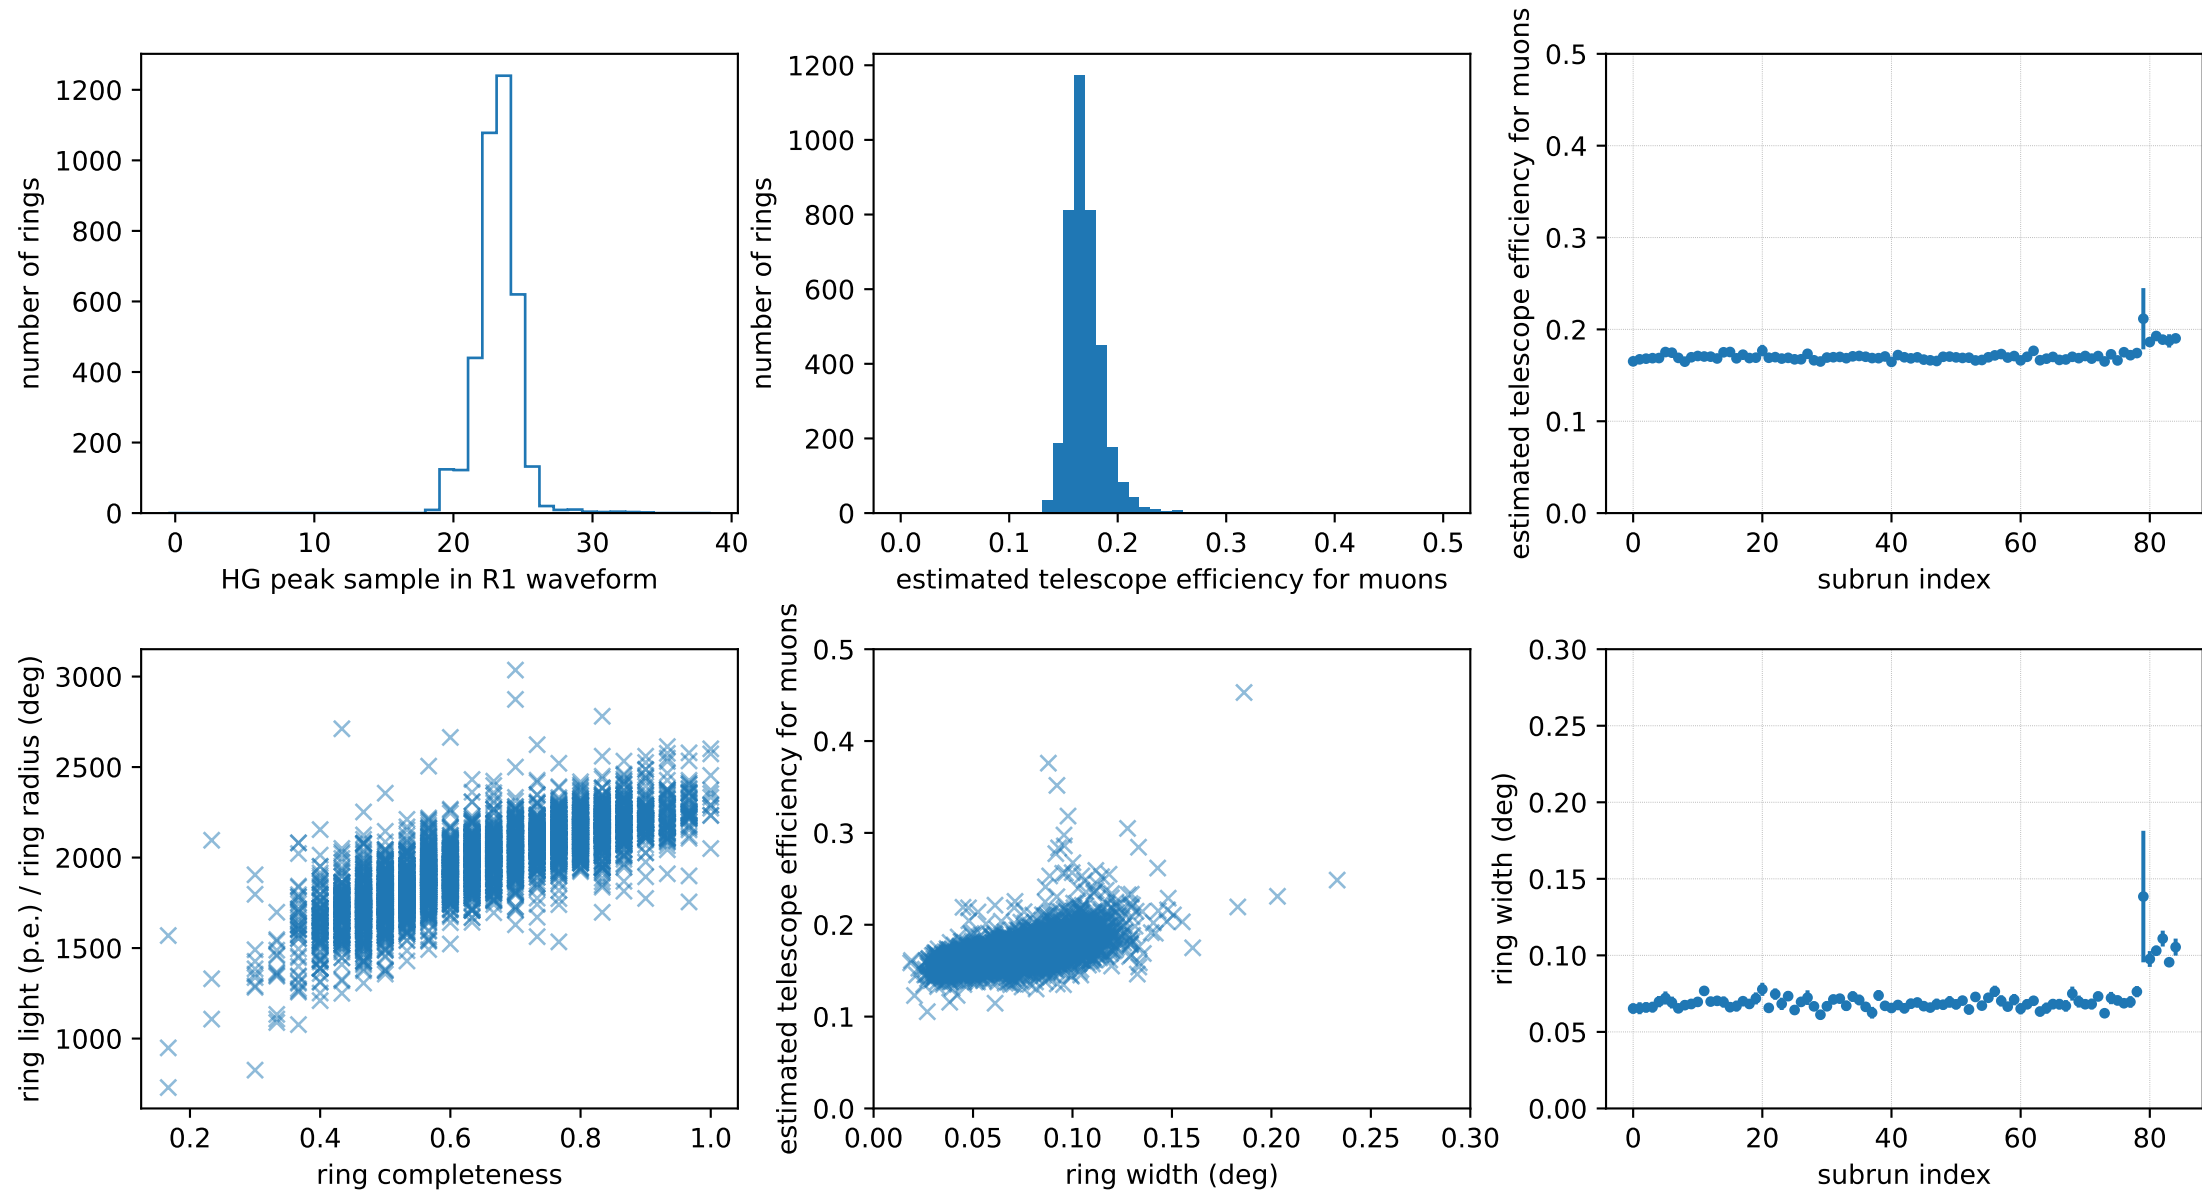 number of rings
1200
1000
800
600
400
200
0
0 10 20 30 40
HG peak sample in R1 waveform
number of rings
1200
1000
800
600
400
200
0
0.0 0.1 0.2 0.3 0.4 0.5
estimated telescope efficiency for muons
estimated telescope efficiency for muons
0.5
0.4
0.3
0.2
0.1
0.0
0 20 40 60 80
subrun index
ring light (p.e.) / ring radius (deg)
3000
2500
2000
1500
1000
0.2 0.4 0.6 0.8 1.0
ring completeness
estimated telescope efficiency for muons
0.5
0.4
0.3
0.2
0.1
0.0
0.00 0.05 0.10 0.15 0.20 0.25 0.30
ring width (deg)
ring width (deg)
0.30
0.25
0.20
0.15
0.10
0.05
0.00
0 20 40 60 80
subrun index